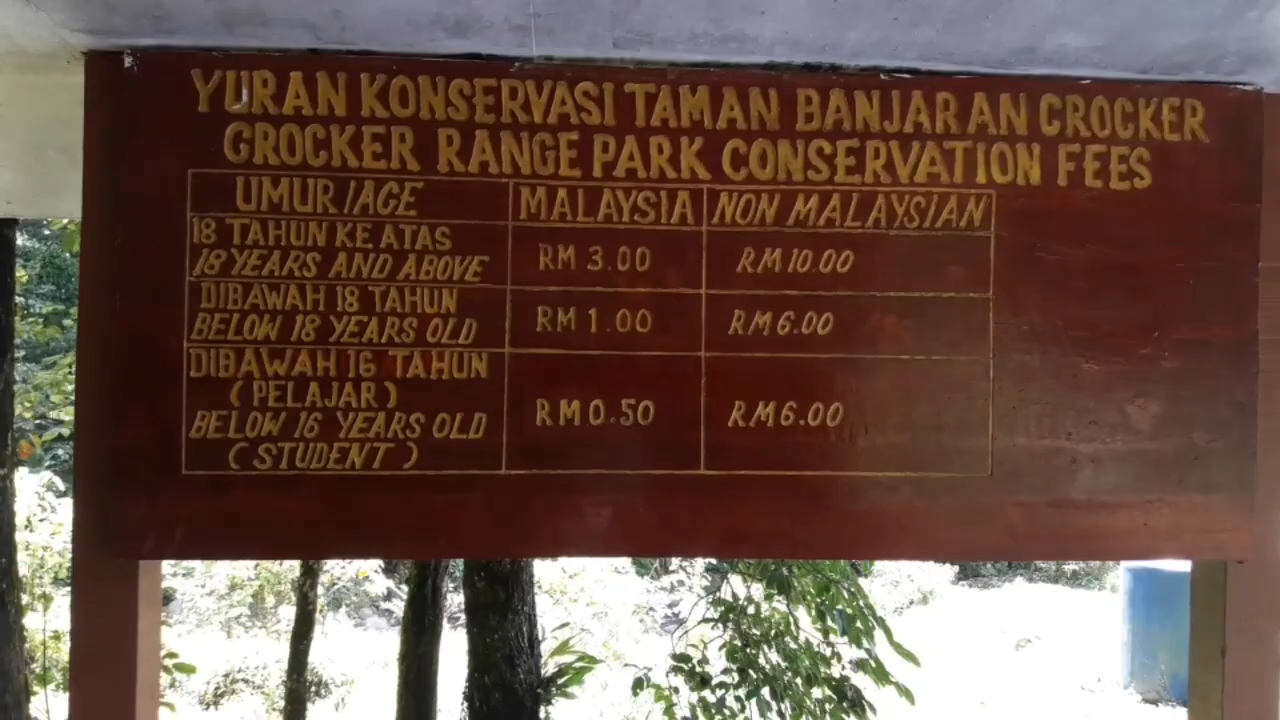 YURAN KONSERVASI TAMAN BANJARAN CROCKER
CROCKER RANGE PARK CONSERVATION FEES
UMUR/AGE MALAYSIA NON MALAYSIAN
18 TAHUN KE ATAS
18 YEARS AND ABOVE RM 3.00 RM 10.00
DIBAWAH 18 TAHUN
BELOW 18 YEARS OLD RM 1.00 RM 6.00
DIBAWAH 16 TAHUN
(PELAJAR)
BELOW 16 YEARS OLD RM 0.50 RM 6.00
(STUDENT)